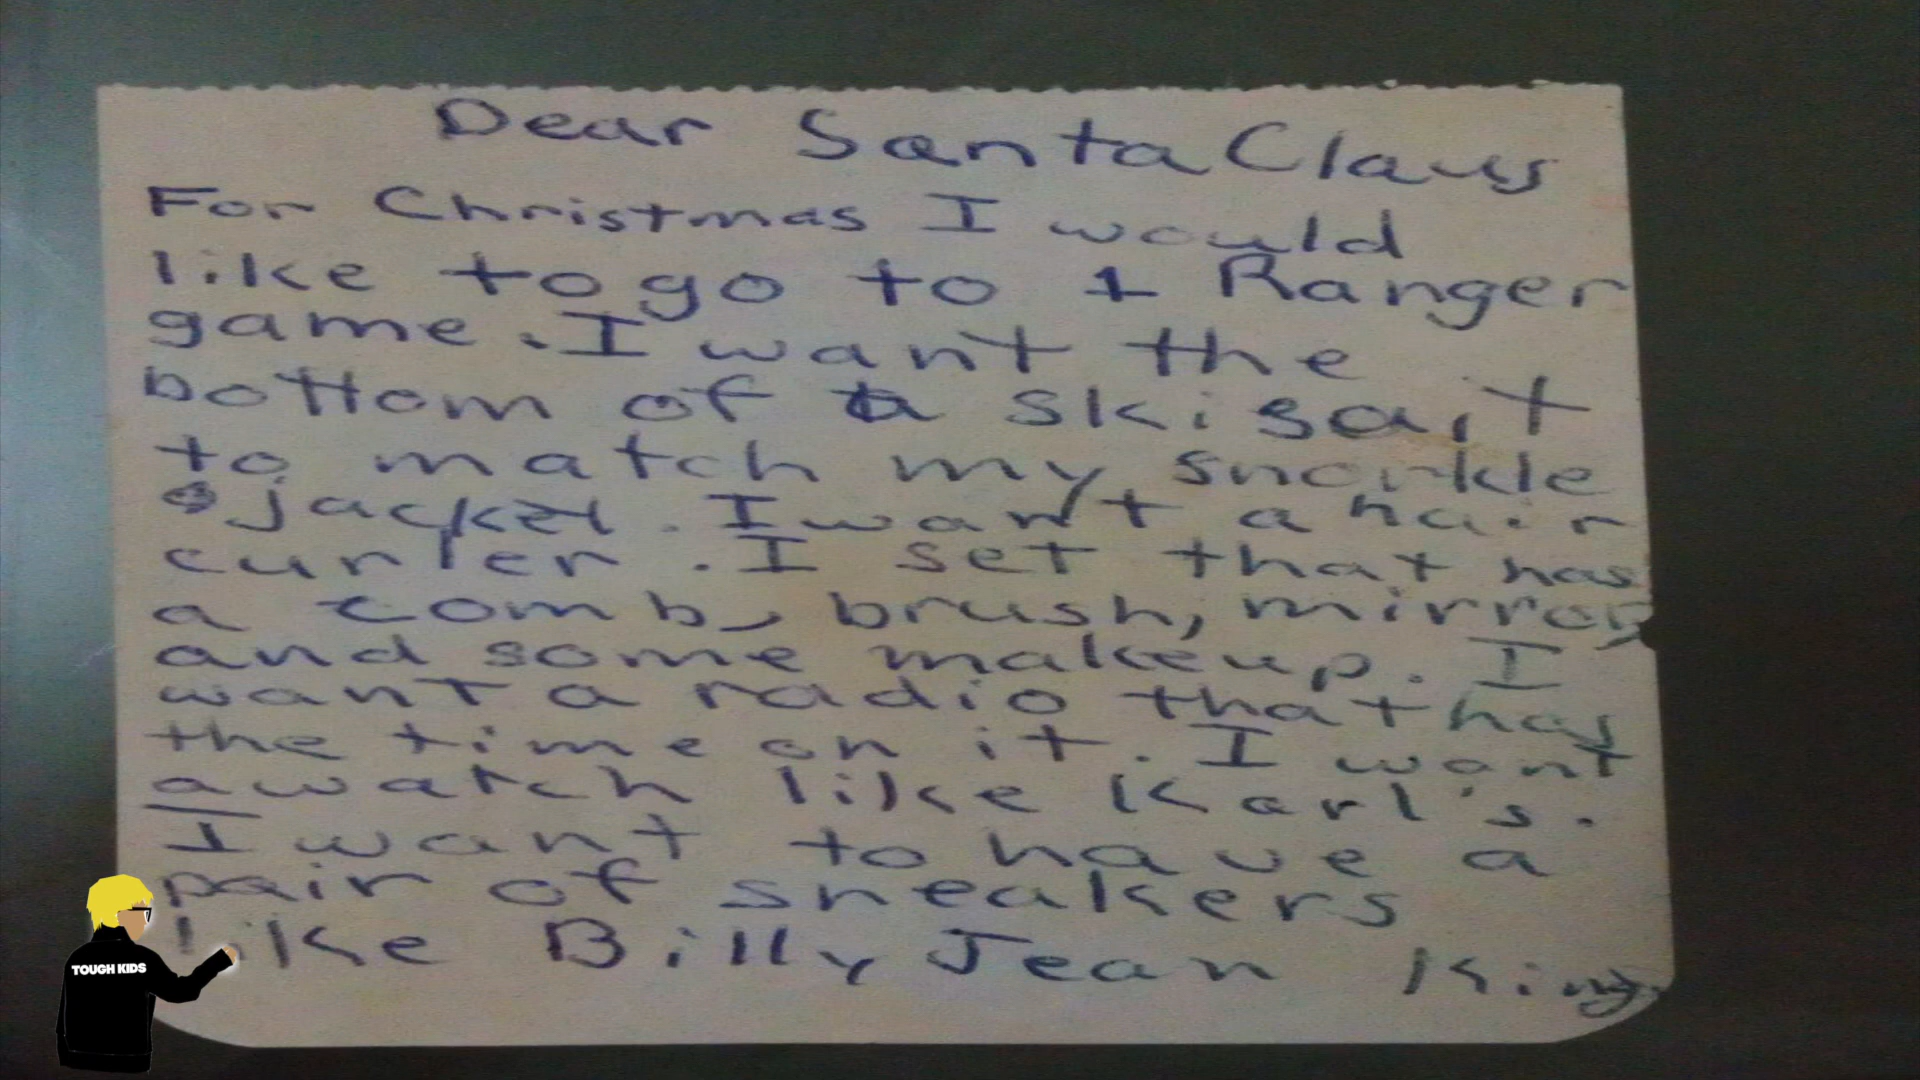 Dear Santa Claus
For Christmas I would
like to go to 1 Ranger
game. I want the
bottom of a ski sait
to match my snorkle
jacket. I want a hair
curler. I set that has
a comb, brush, mirror
and some makeup. I
want a radio that has
the time on it. I want
a watch like Karl's.
I want to have a
pair of sneakers
like Billy Jean King
TOUGH KIDS